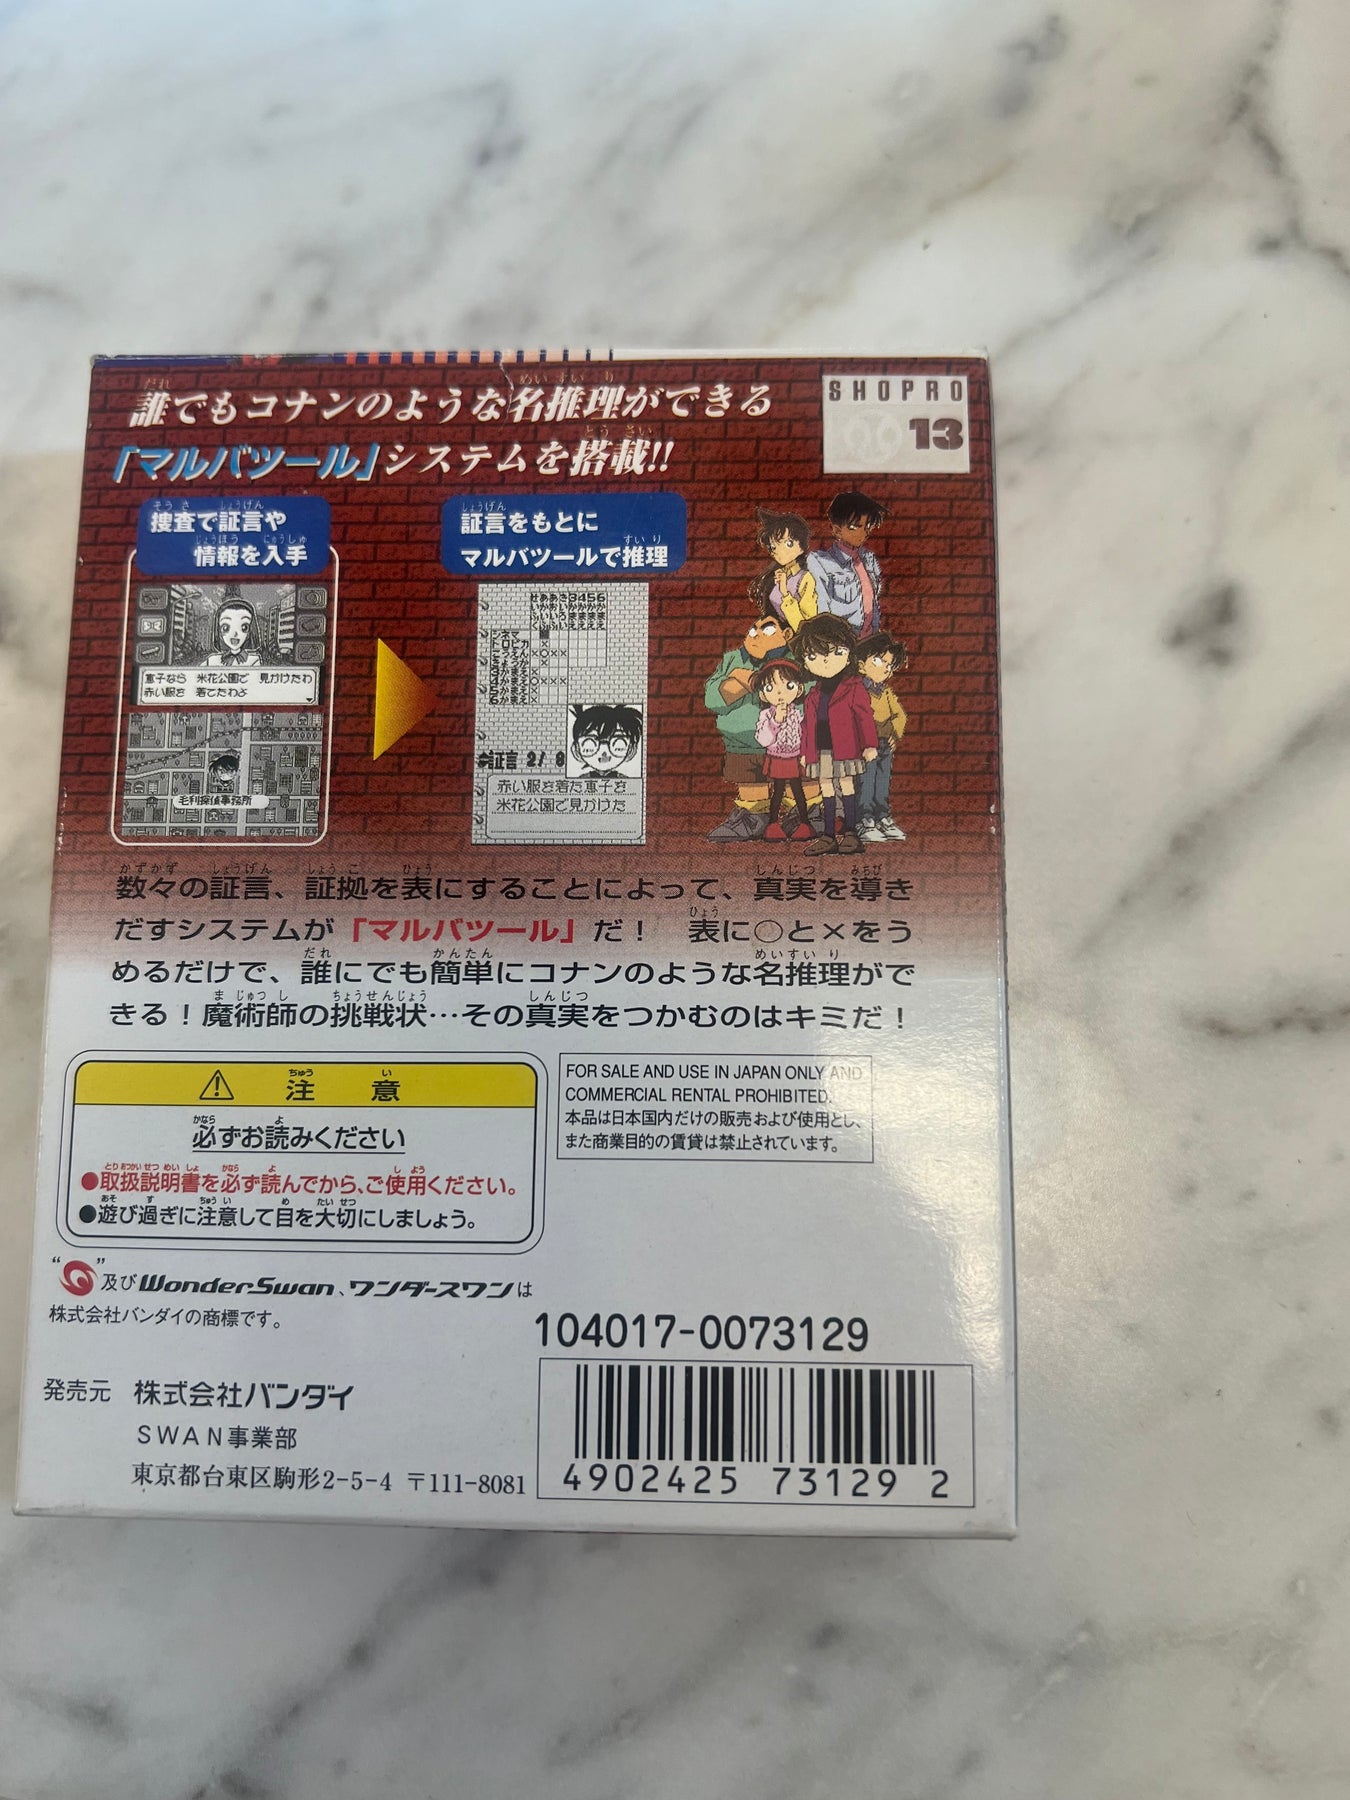 誰でもコナンのような名推理ができる
「マルバツール」システムを搭載!!
SHOPRO
13
捜査で証言や
情報を入手
証言をもとに
マルバツールで推理
恵子なら 米花公園で 見かけたわ
赤い服を 着てたわよ
毛利探偵事務所
証言 2/ 8
赤い服を着た恵子を
米花公園で見かけた
数々の証言、証拠を表にすることによって、真実を導き
だすシステムが「マルバツール」だ! 表に○と×をう
めるだけで、誰にでも簡単にコナンのような名推理がで
きる!魔術師の挑戦状…その真実をつかむのはキミだ!
注意
必ずお読みください
●取扱説明書を必ず読んでから、ご使用ください。
●遊び過ぎに注意して目を大切にしましょう。
FOR SALE AND USE IN JAPAN ONLY AND
COMMERCIAL RENTAL PROHIBITED.
本品は日本国内だけの販売および使用とし、
また商業目的の賃貸は禁止されています。
“ ”及びWonderSwan、ワンダースワンは
株式会社バンダイの商標です。
104017-0073129
発売元 株式会社バンダイ
SWAN事業部
東京都台東区駒形2-5-4 〒111-8081
4902425 73129 2